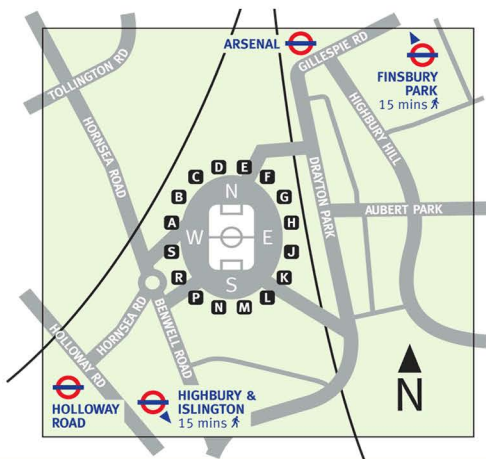 ARSENAL
GILLESPIE RD
TOLLINGTON RD
FINSBURY
PARK
15 mins
HORNSEA ROAD
HIGHBURY HILL
DRAYTON PARK
AUBERT PARK
A
B
C
D
E
F
G
H
J
K
L
M
N
P
R
S
N
W
E
S
HORNSEA RD
BENWELL ROAD
HOLLOWAY RD
HOLLOWAY
ROAD
HIGHBURY &
ISLINGTON
15 mins
N